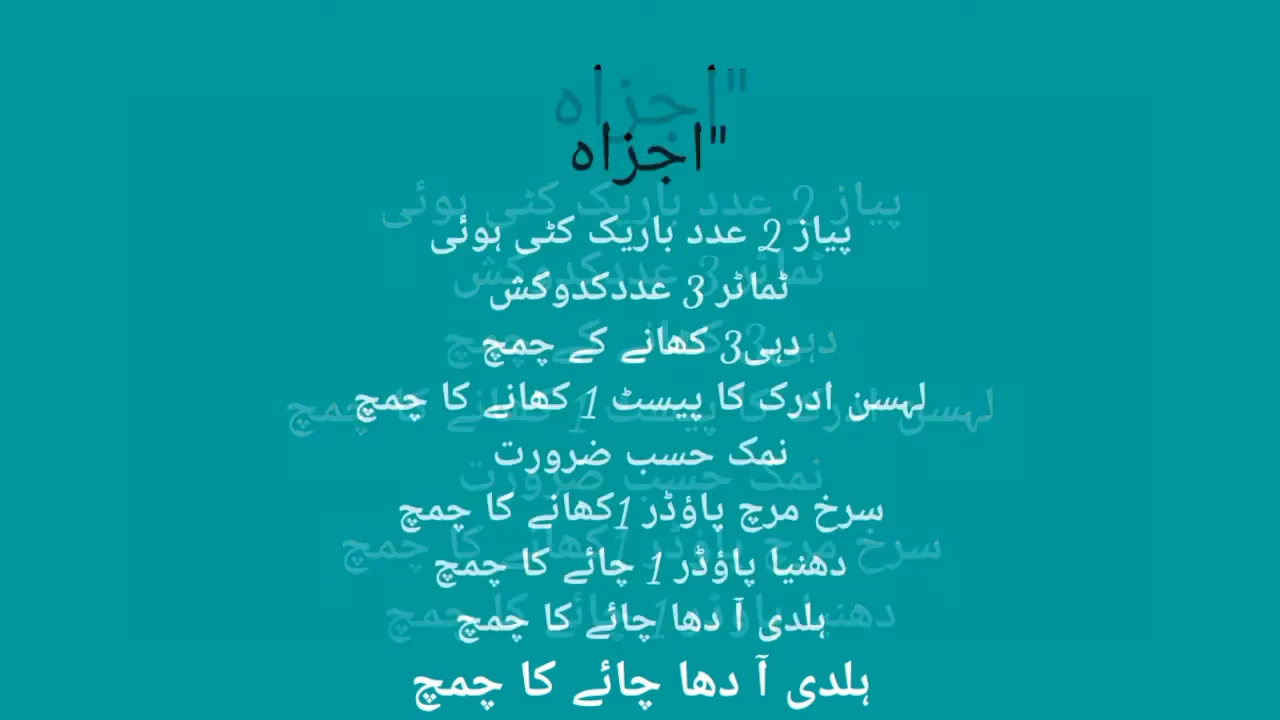 "اجزاہ
پیاز 2 عدد باریک کٹی ہوئی
ٹماٹر 3 عددکدوکش
دہی3 کھانے کے چمچ
لہسن ادرک کا پیسٹ 1 کھانے کا چمچ
نمک حسب ضرورت
سرخ مرچ پاؤڈر 1کھانے کا چمچ
دھنیا پاؤڈر 1 چائے کا چمچ
ہلدی آ دھا چائے کا چمچ
ہلدی آ دھا چائے کا چمچ